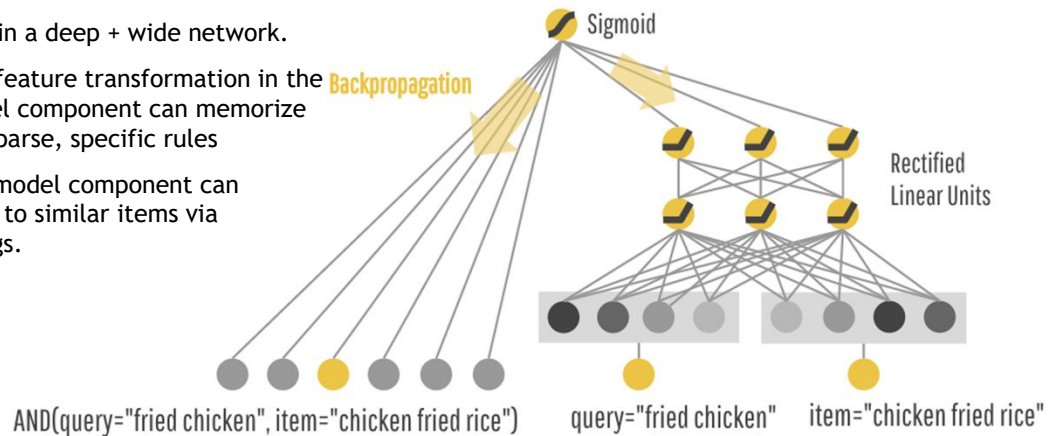 in a deep + wide network.
feature transformation in the
el component can memorize
parse, specific rules
model component can
to similar items via
gs.
Backpropagation
Sigmoid
Rectified
Linear Units
AND(query="fried chicken", item="chicken fried rice")
query="fried chicken"
item="chicken fried rice"